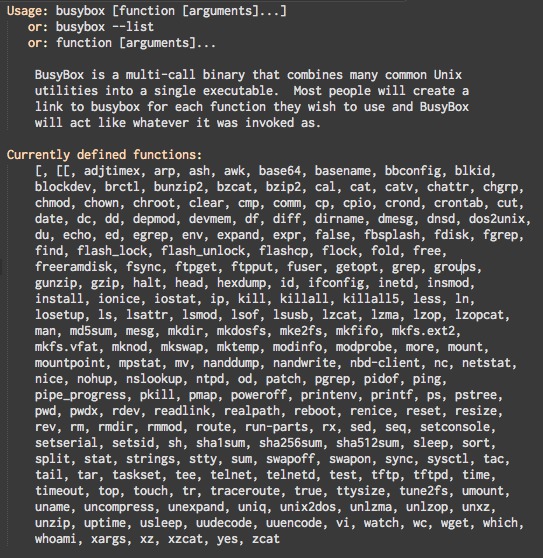 Usage: busybox [function [arguments]...]
or: busybox --list
or: function [arguments]...
BusyBox is a multi-call binary that combines many common Unix
utilities into a single executable.  Most people will create a
link to busybox for each function they wish to use and BusyBox
will act like whatever it was invoked as.
Currently defined functions:
[, [[, adjtimex, arp, ash, awk, base64, basename, bbconfig, blkid,
blockdev, brctl, bunzip2, bzcat, bzip2, cal, cat, catv, chattr, chgrp,
chmod, chown, chroot, clear, cmp, comm, cp, cpio, crond, crontab, cut,
date, dc, dd, depmod, devmem, df, diff, dirname, dmesg, dnsd, dos2unix,
du, echo, ed, egrep, env, expand, expr, false, fbsplash, fdisk, fgrep,
find, flash_lock, flash_unlock, flashcp, flock, fold, free,
freeramdisk, fsync, ftpget, ftpput, fuser, getopt, grep, groups,
gunzip, gzip, halt, head, hexdump, id, ifconfig, inetd, insmod,
install, ionice, iostat, ip, kill, killall, killall5, less, ln,
losetup, ls, lsattr, lsmod, lsof, lsusb, lzcat, lzma, lzop, lzopcat,
man, md5sum, mesg, mkdir, mkdosfs, mke2fs, mkfifo, mkfs.ext2,
mkfs.vfat, mknod, mkswap, mktemp, modinfo, modprobe, more, mount,
mountpoint, mpstat, mv, nanddump, nandwrite, nbd-client, nc, netstat,
nice, nohup, nslookup, ntpd, od, patch, pgrep, pidof, ping,
pipe_progress, pkill, pmap, poweroff, printenv, printf, ps, pstree,
pwd, pwdx, rdev, readlink, realpath, reboot, renice, reset, resize,
rev, rm, rmdir, rmmod, route, run-parts, rx, sed, seq, setconsole,
setserial, setsid, sh, sha1sum, sha256sum, sha512sum, sleep, sort,
split, stat, strings, stty, sum, swapoff, swapon, sync, sysctl, tac,
tail, tar, taskset, tee, telnet, telnetd, test, tftp, tftpd, time,
timeout, top, touch, tr, traceroute, true, ttysize, tune2fs, umount,
uname, uncompress, unexpand, uniq, unix2dos, unlzma, unlzop, unxz,
unzip, uptime, usleep, uudecode, uuencode, vi, watch, wc, wget, which,
whoami, xargs, xz, xzcat, yes, zcat